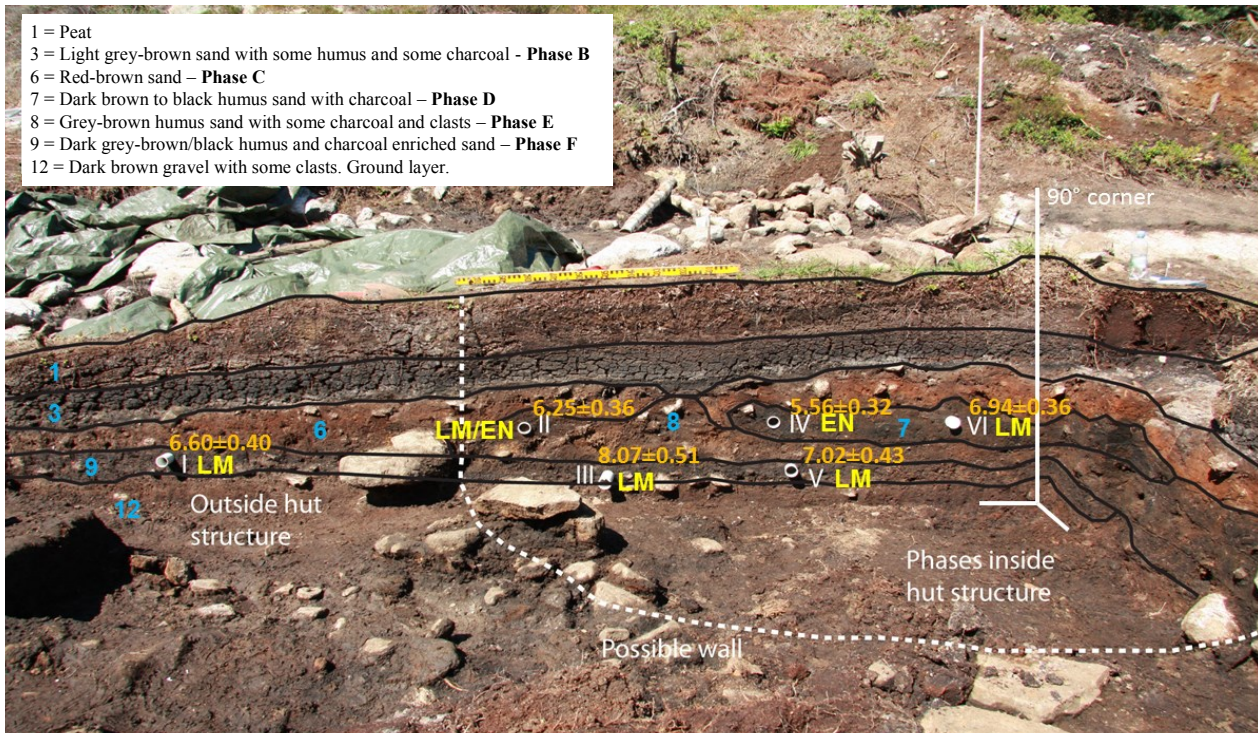 1 = Peat
3 = Light grey-brown sand with some humus and some charcoal - Phase B
6 = Red-brown sand – Phase C
7 = Dark brown to black humus sand with charcoal – Phase D
8 = Grey-brown humus sand with some charcoal and clasts – Phase E
9 = Dark grey-brown/black humus and charcoal enriched sand – Phase F
12 = Dark brown gravel with some clasts. Ground layer.
90° corner
1
3
6
6.25±0.36
LM/EN
II
8
5.56±0.32
IV EN
7
6.94±0.36
VI LM
6.60±0.40
I LM
9
8.07±0.51
III LM
7.02±0.43
V LM
12
Outside hut
structure
Phases inside
hut structure
Possible wall